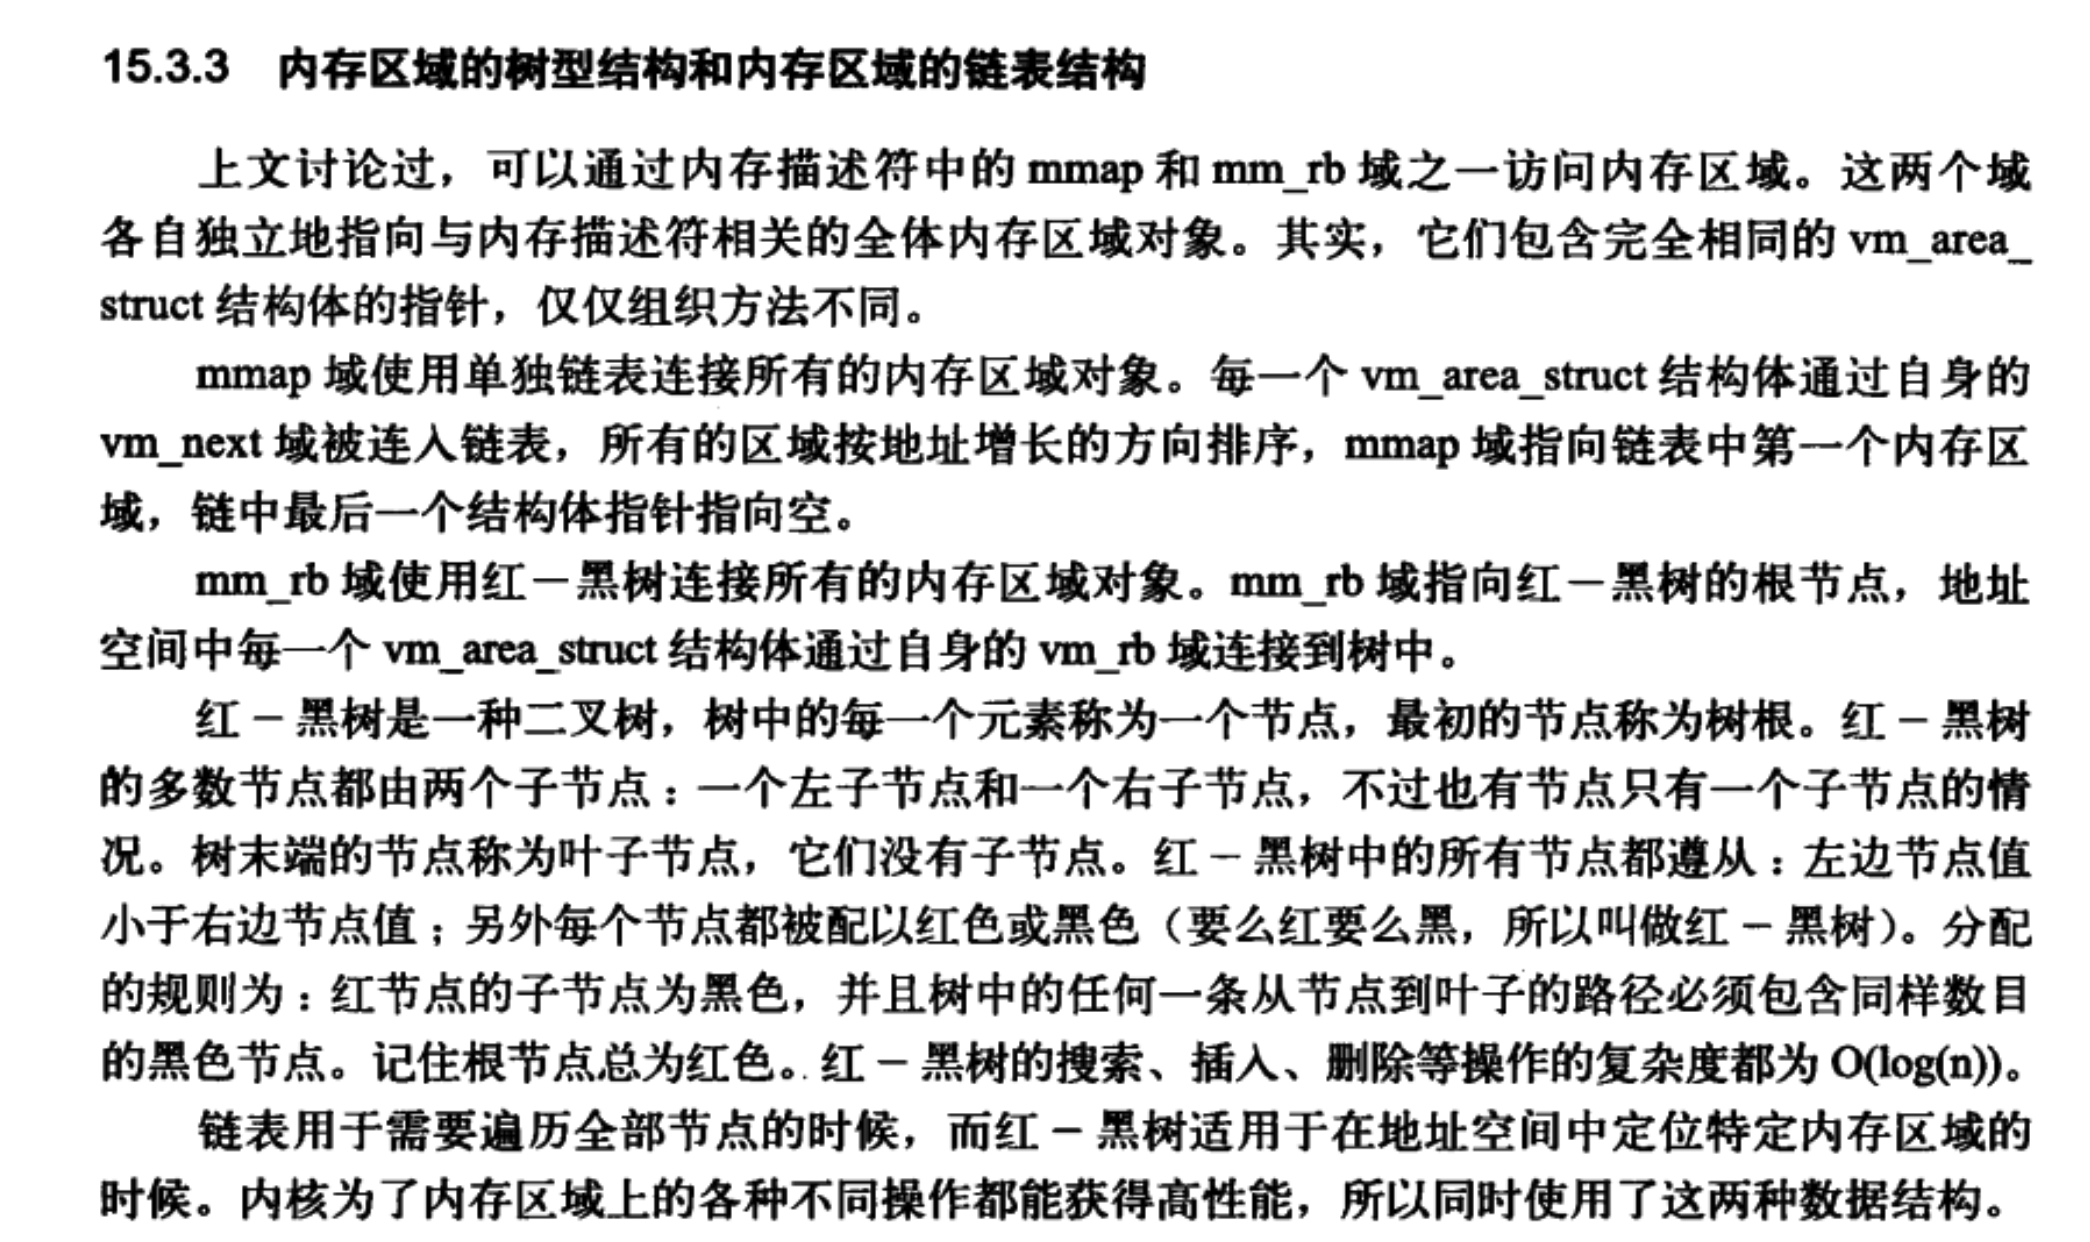 15.3.3 内存区域的树型结构和内存区域的链表结构
上文讨论过，可以通过内存描述符中的 mmap 和 mm_rb 域之一访问内存区域。这两个域
各自独立地指向与内存描述符相关的全体内存区域对象。其实，它们包含完全相同的 vm_area_
struct 结构体的指针，仅仅组织方法不同。
mmap 域使用单独链表连接所有的内存区域对象。每一个 vm_area_struct 结构体通过自身的
vm_next 域被连入链表，所有的区域按地址增长的方向排序，mmap 域指向链表中第一个内存区
域，链中最后一个结构体指针指向空。
mm_rb 域使用红－黑树连接所有的内存区域对象。mm_rb 域指向红－黑树的根节点，地址
空间中每一个 vm_area_struct 结构体通过自身的 vm_rb 域连接到树中。
红－黑树是一种二叉树，树中的每一个元素称为一个节点，最初的节点称为树根。红－黑树
的多数节点都由两个子节点：一个左子节点和一个右子节点，不过也有节点只有一个子节点的情
况。树末端的节点称为叶子节点，它们没有子节点。红－黑树中的所有节点都遵从：左边节点值
小于右边节点值；另外每个节点都被配以红色或黑色（要么红要么黑，所以叫做红－黑树）。分配
的规则为：红节点的子节点为黑色，并且树中的任何一条从节点到叶子的路径必须包含同样数目
的黑色节点。记住根节点总为红色。红－黑树的搜索、插入、删除等操作的复杂度都为 O(log(n))。
链表用于需要遍历全部节点的时候，而红－黑树适用于在地址空间中定位特定内存区域的
时候。内核为了内存区域上的各种不同操作都能获得高性能，所以同时使用了这两种数据结构。